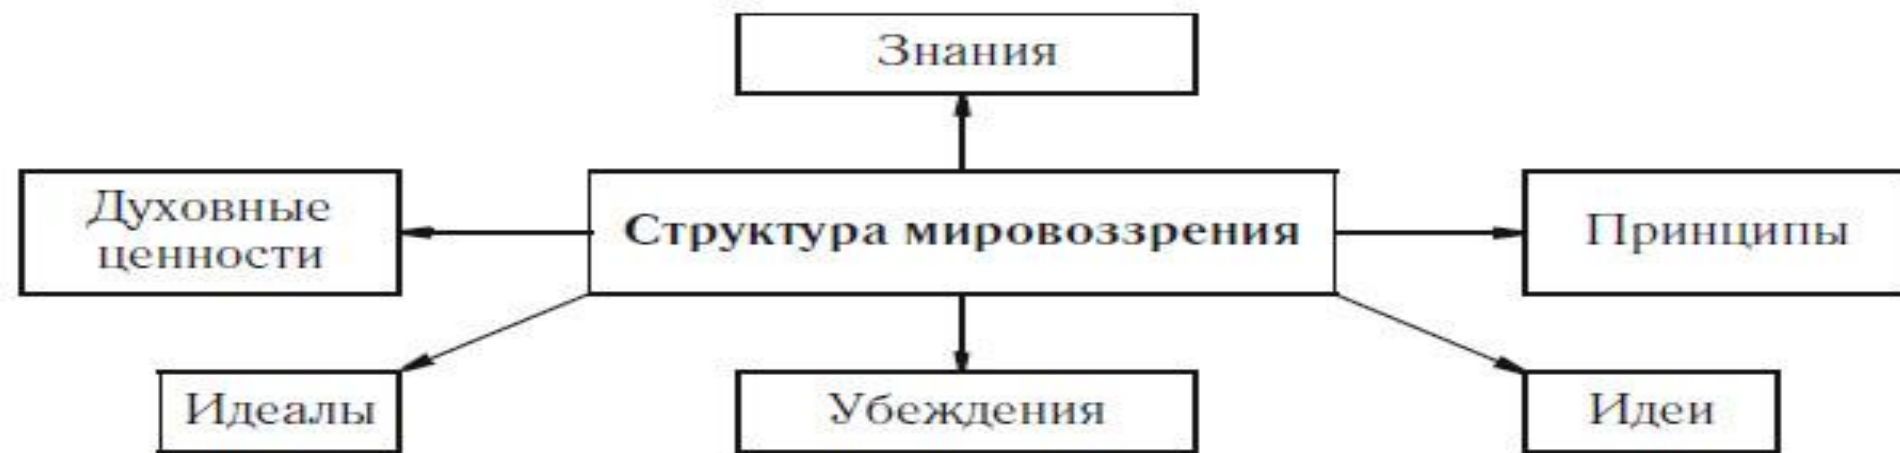 Знания
Духовные
ценности
Структура мировоззрения
Принципы
Идеалы
Убеждения
Идеи